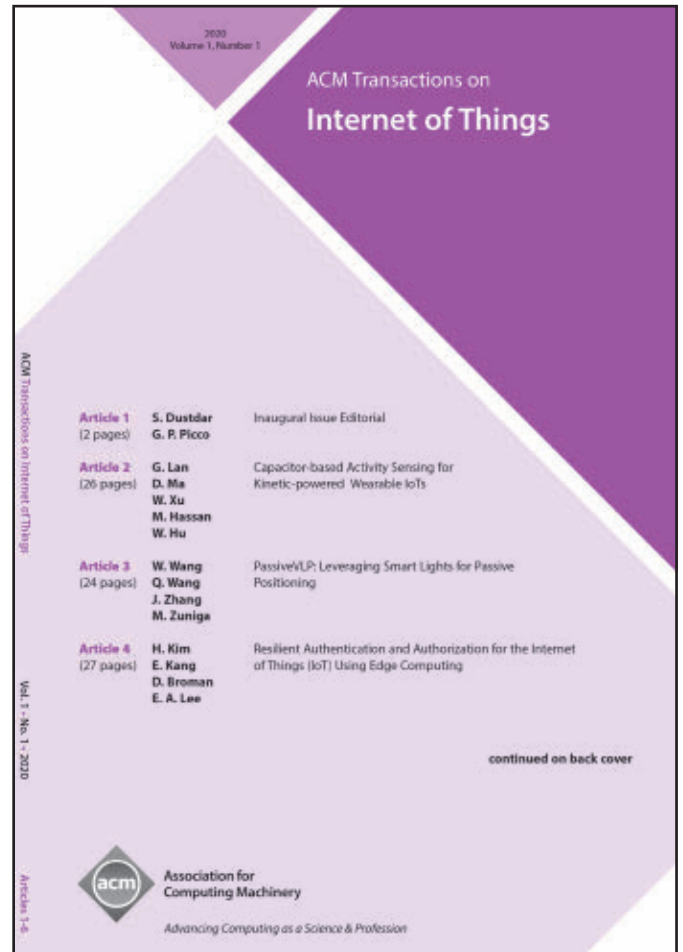 2020
Volume 1, Number 1
ACM Transactions on
Internet of Things
ACM Transactions on Internet of Things
Vol. 1 • No. 1 • 2020
Articles 1-6
Article 1 S. Dustdar Inaugural Issue Editorial
(2 pages) G. P. Picco
Article 2 G. Lan Capacitor-based Activity Sensing for
(26 pages) D. Ma Kinetic-powered Wearable IoTs
W. Xu
M. Hassan
W. Hu
Article 3 W. Wang PassiveVLP: Leveraging Smart Lights for Passive
(24 pages) Q. Wang Positioning
J. Zhang
M. Zuniga
Article 4 H. Kim Resilient Authentication and Authorization for the Internet
(27 pages) E. Kang of Things (IoT) Using Edge Computing
D. Broman
E. A. Lee
continued on back cover
acm
Association for
Computing Machinery
Advancing Computing as a Science & Profession